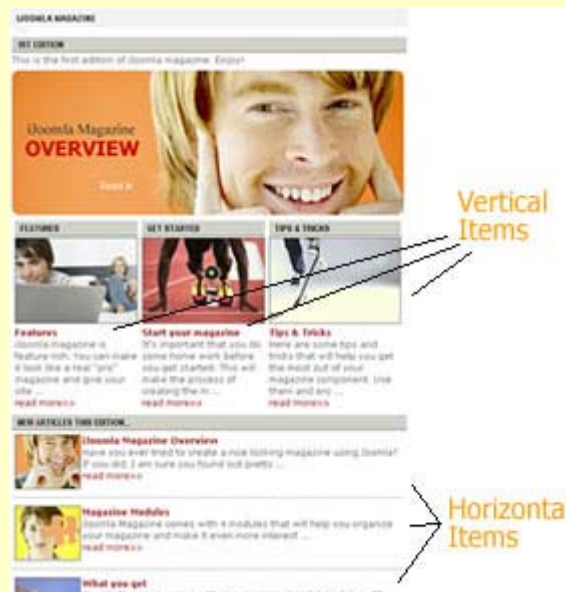 IJOOMLA MAGAZINE
1ST EDITION
This is the first edition of iJoomla magazine. Enjoy!
iJoomla Magazine
OVERVIEW
Read it
FEATURED
GET STARTED
TIPS & TRICKS
Features
iJoomla magazine is
feature rich. You can make
it look like a real "pro"
magazine and give your
site ...
read more>>
Start your magazine
It's important that you do
some home work before
you get started. This will
make the process of
creating the m ...
read more>>
Tips & Tricks
Here are some tips and
tricks that will help you get
the most out of your
magazine component. Use
them and enj ...
read more>>
Vertical
Items
NEW ARTICLES THIS EDITION...
iJoomla Magazine Overview
Have you ever tried to create a nice looking magazine using Joomla?
If you did, I am sure you found out pretty ...
read more>>
Magazine Modules
iJoomla Magazine comes with 4 modules that will help you organize
your magazine and make it even more interest ...
read more>>
Horizonta
Items
What you get